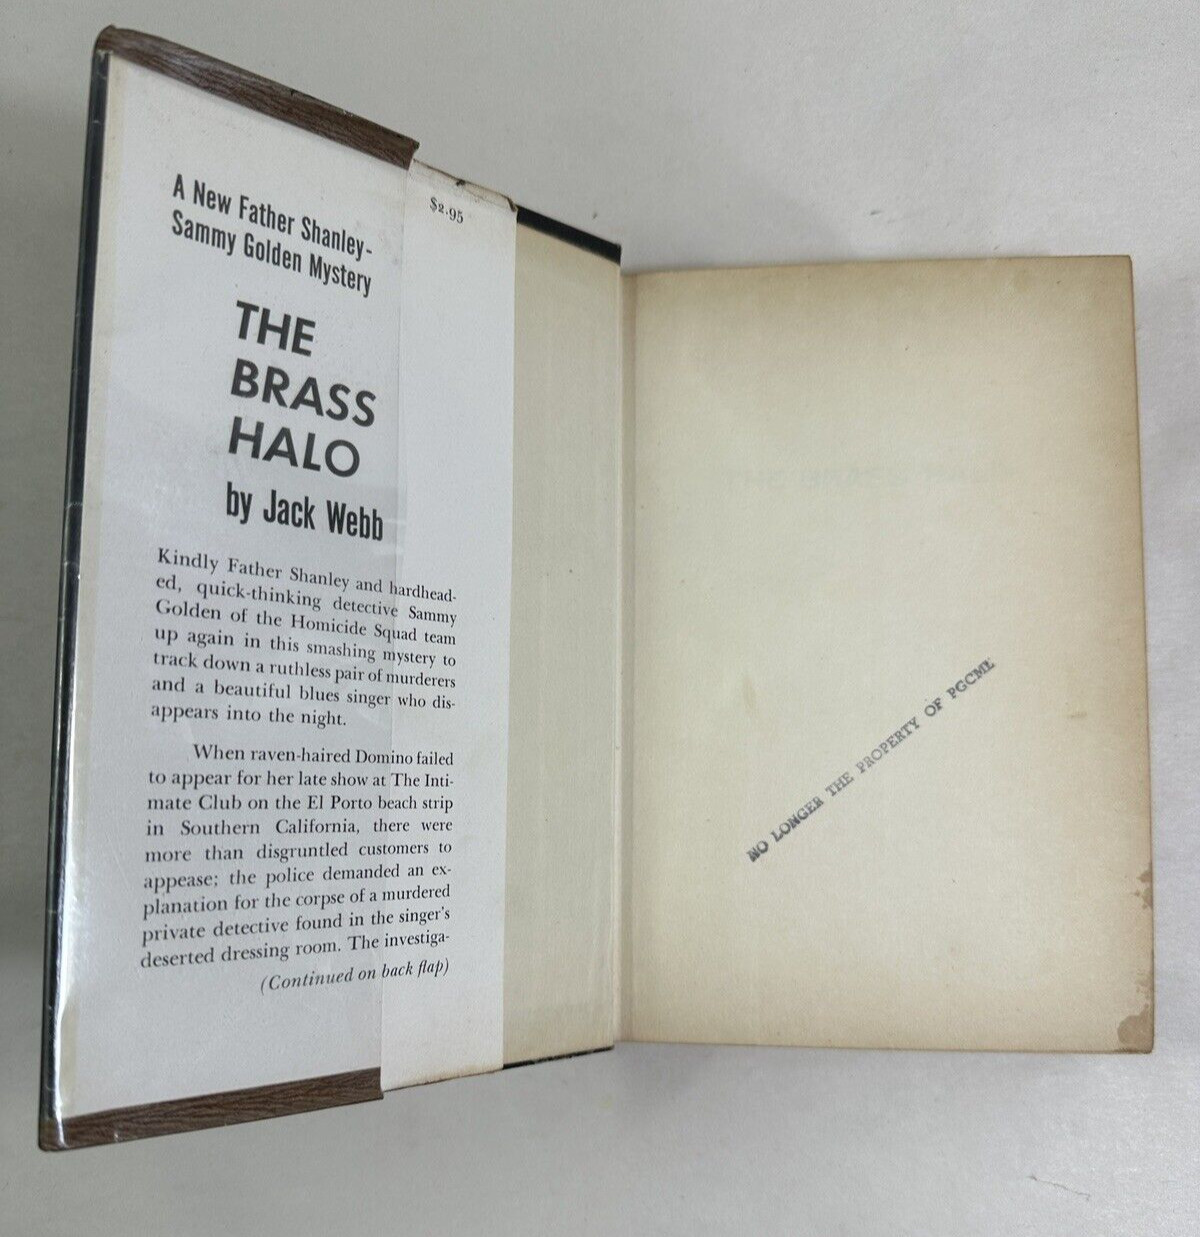 A New Father Shanley-
Sammy Golden Mystery
$2.95
THE
BRASS
HALO
by Jack Webb
Kindly Father Shanley and hardhead-
ed, quick-thinking detective Sammy
Golden of the Homicide Squad team
up again in this smashing mystery to
track down a ruthless pair of murderers
and a beautiful blues singer who dis-
appears into the night.
When raven-haired Domino failed
to appear for her late show at The Inti-
mate Club on the El Porto beach strip
in Southern California, there were
more than disgruntled customers to
appease; the police demanded an ex-
planation for the corpse of a murdered
private detective found in the singer's
deserted dressing room. The investiga-
(Continued on back flap)
NO LONGER THE PROPERTY OF PGCML